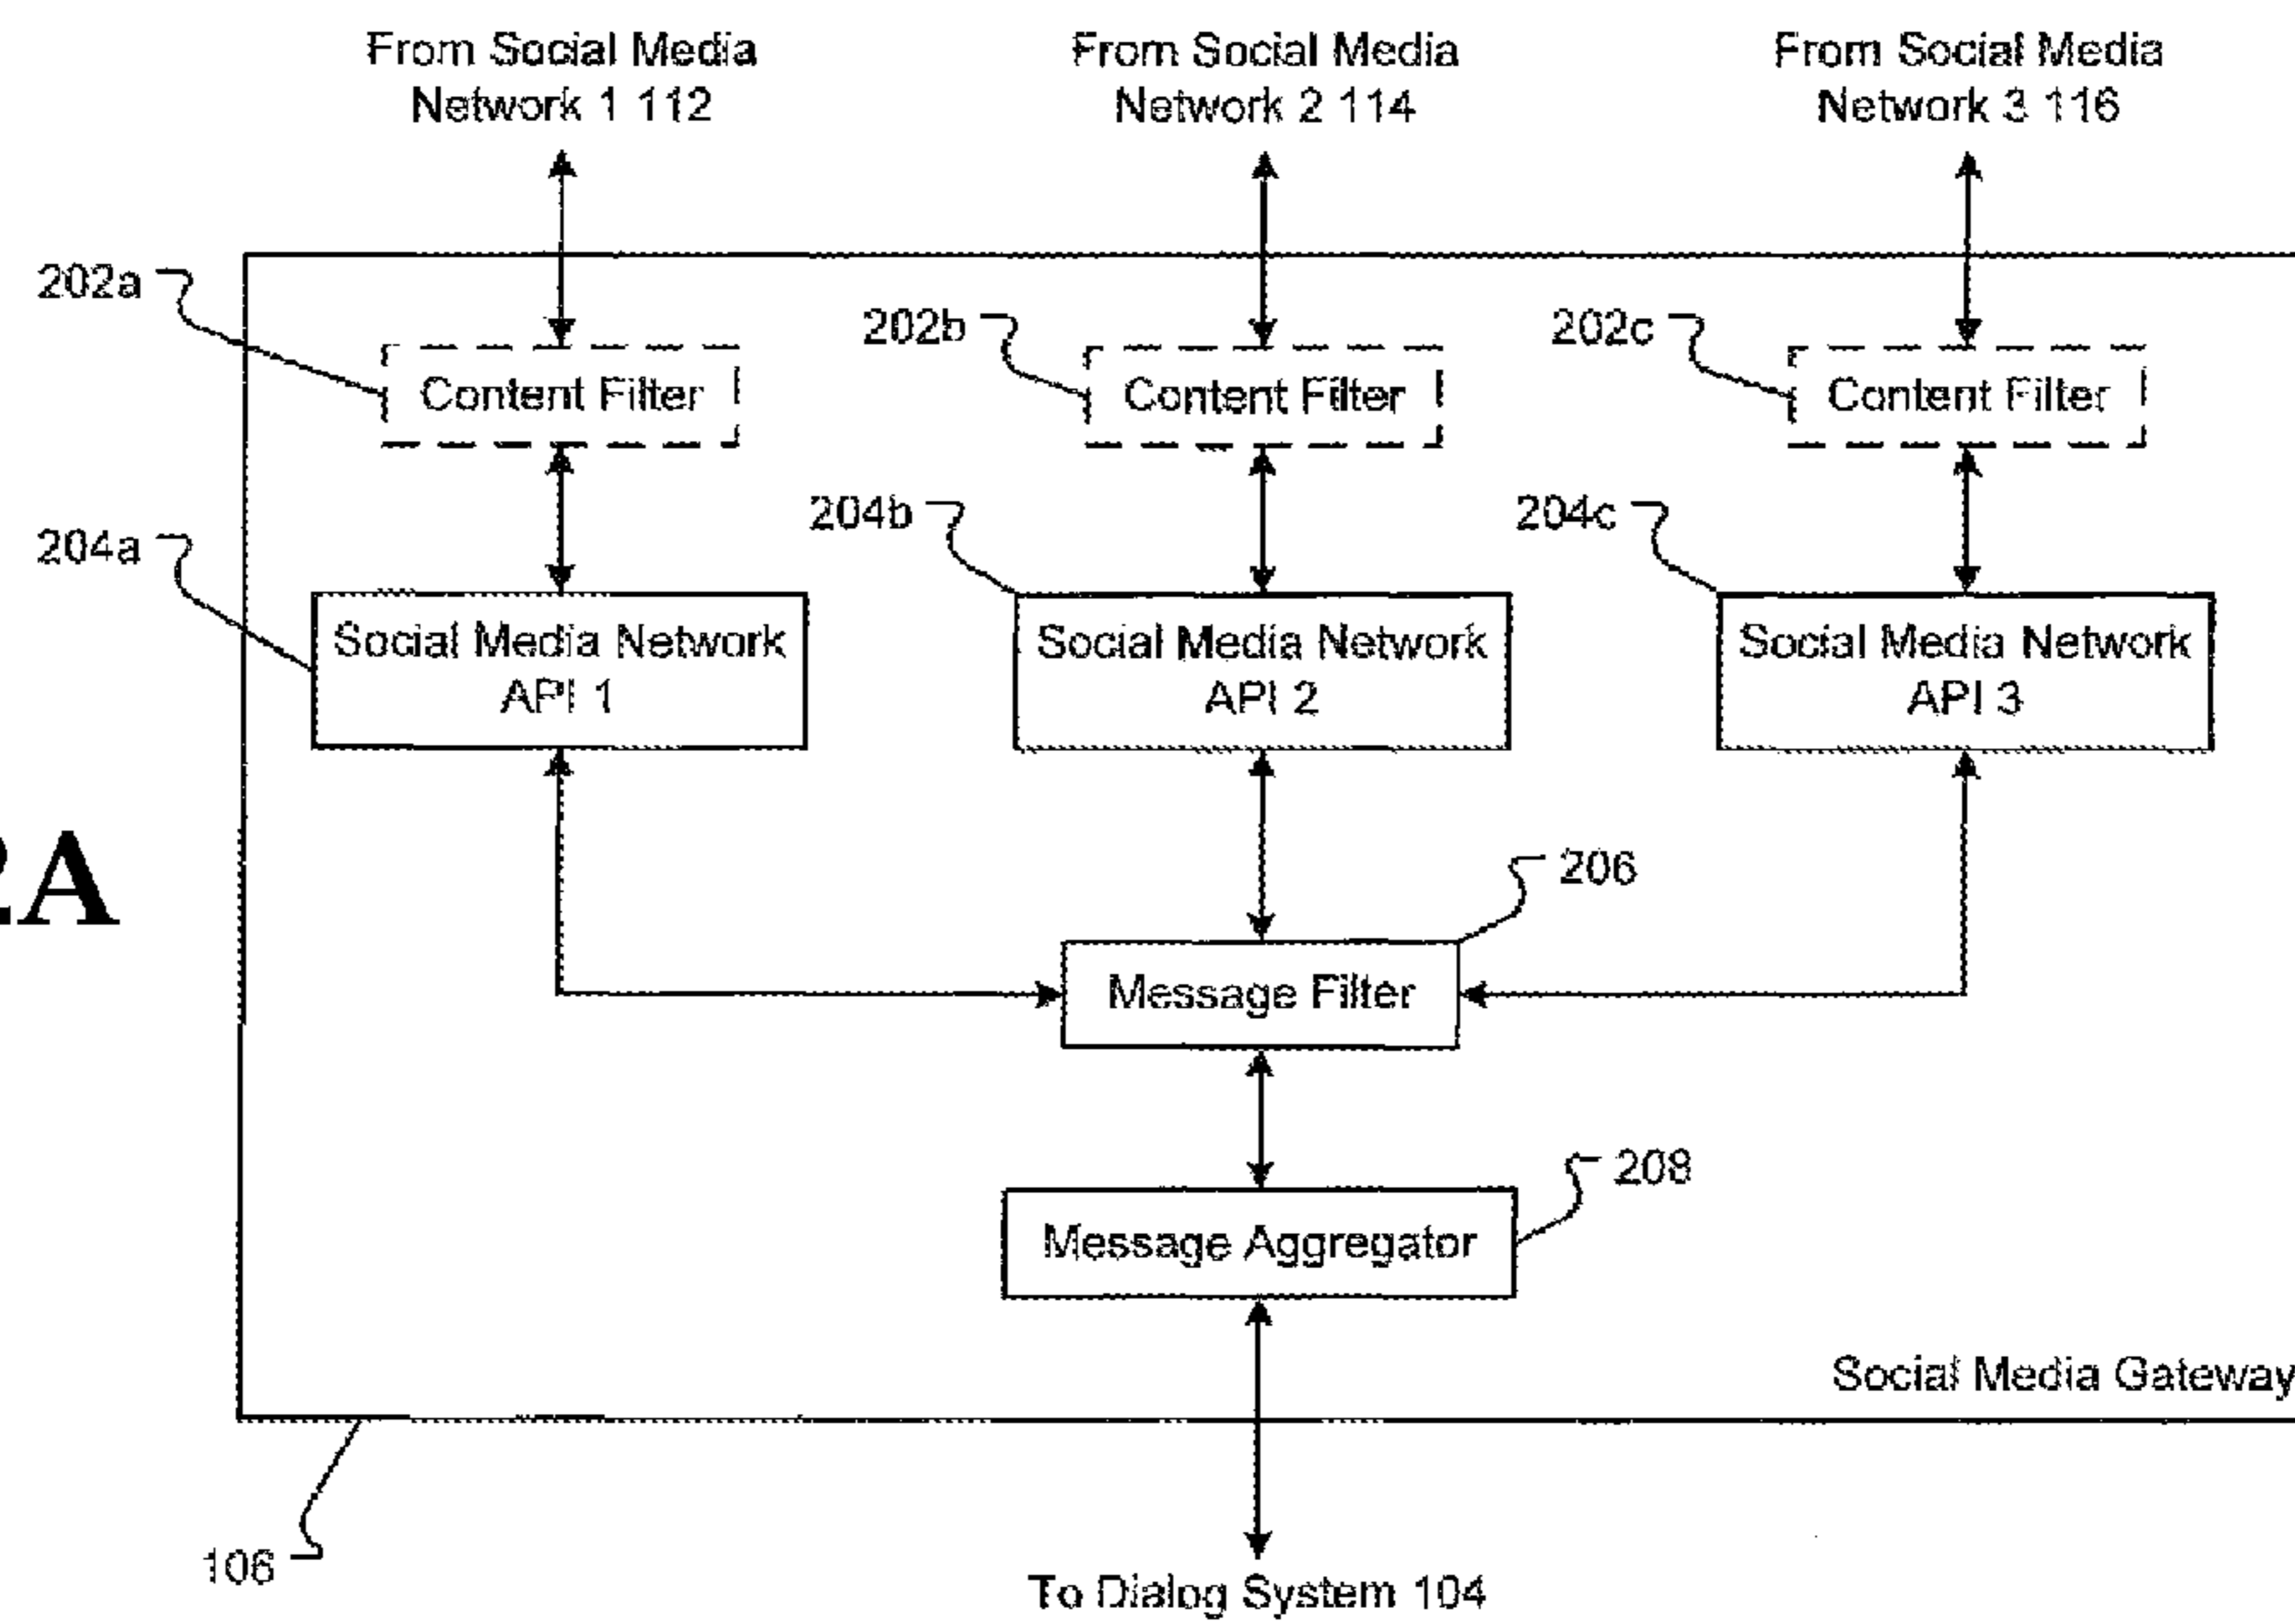 From Social Media
Network 1 112
From Social Media
Network 2 114
From Social Media
Network 3 116
202a
202b
202c
Content Filter
Content Filter
Content Filter
204a
204b
204c
Social Media Network
API 1
Social Media Network
API 2
Social Media Network
API 3
2A
206
Message Filter
208
Message Aggregator
Social Media Gateway
106
To Dialog System 104